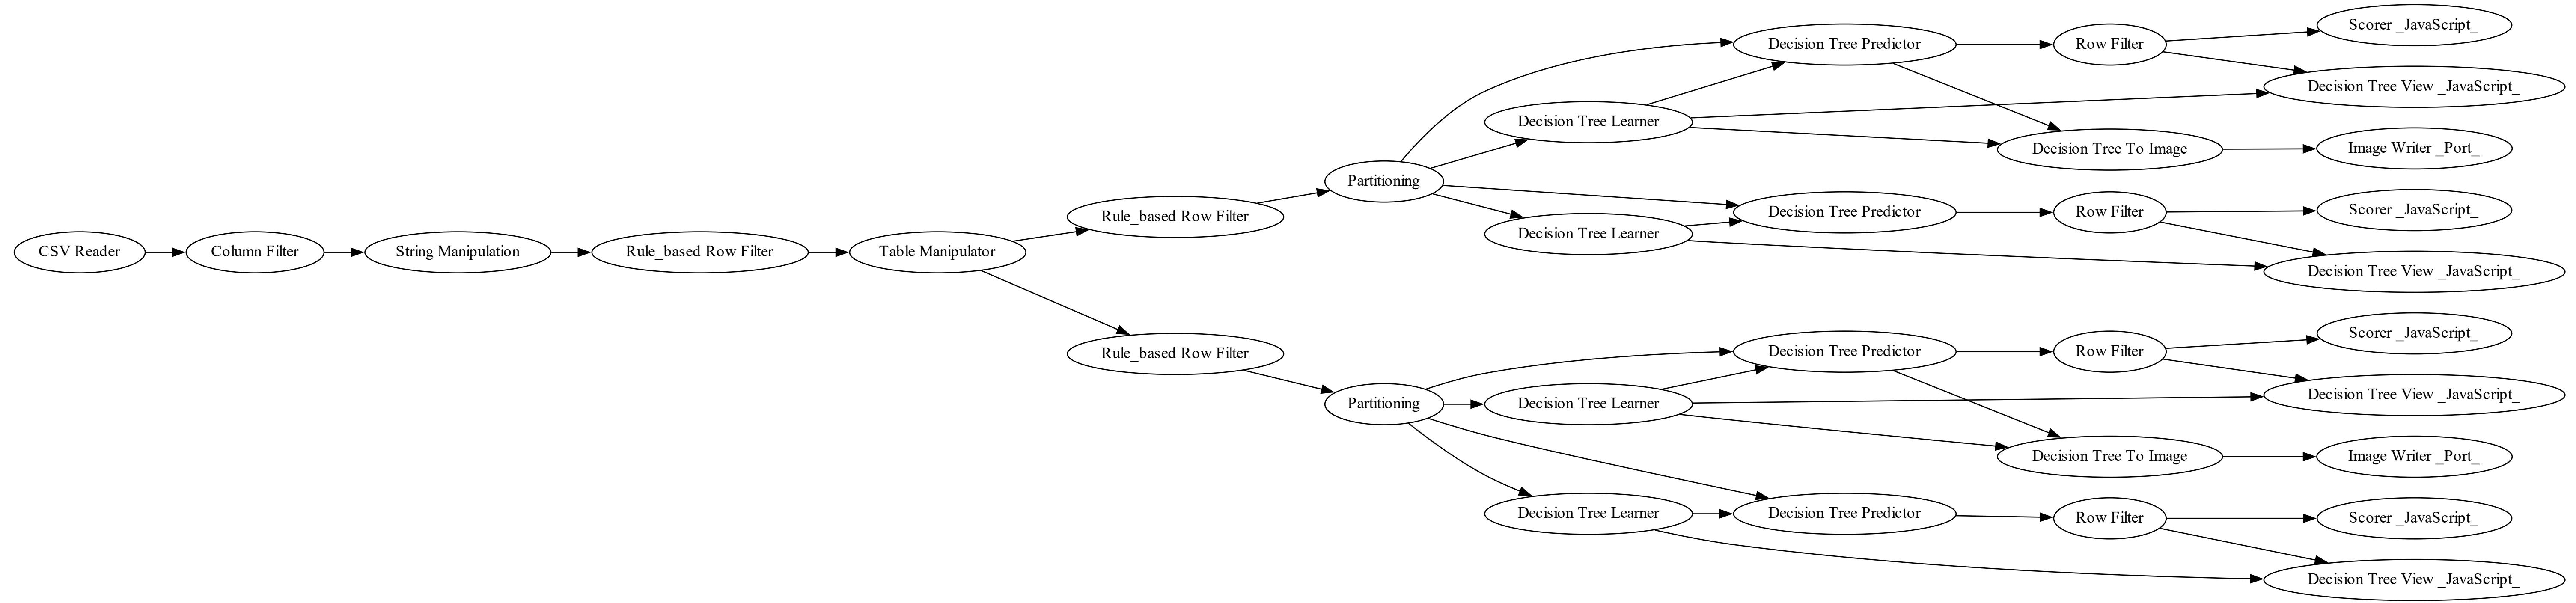 CSV Reader
Column Filter
String Manipulation
Rule_based Row Filter
Table Manipulator
Rule_based Row Filter
Rule_based Row Filter
Partitioning
Decision Tree Learner
Decision Tree Predictor
Row Filter
Scorer _JavaScript_
Decision Tree View _JavaScript_
Decision Tree To Image
Image Writer _Port_
Decision Tree Learner
Decision Tree Predictor
Row Filter
Scorer _JavaScript_
Decision Tree View _JavaScript_
Partitioning
Decision Tree Learner
Decision Tree Predictor
Row Filter
Scorer _JavaScript_
Decision Tree View _JavaScript_
Decision Tree To Image
Image Writer _Port_
Decision Tree Learner
Decision Tree Predictor
Row Filter
Scorer _JavaScript_
Decision Tree View _JavaScript_